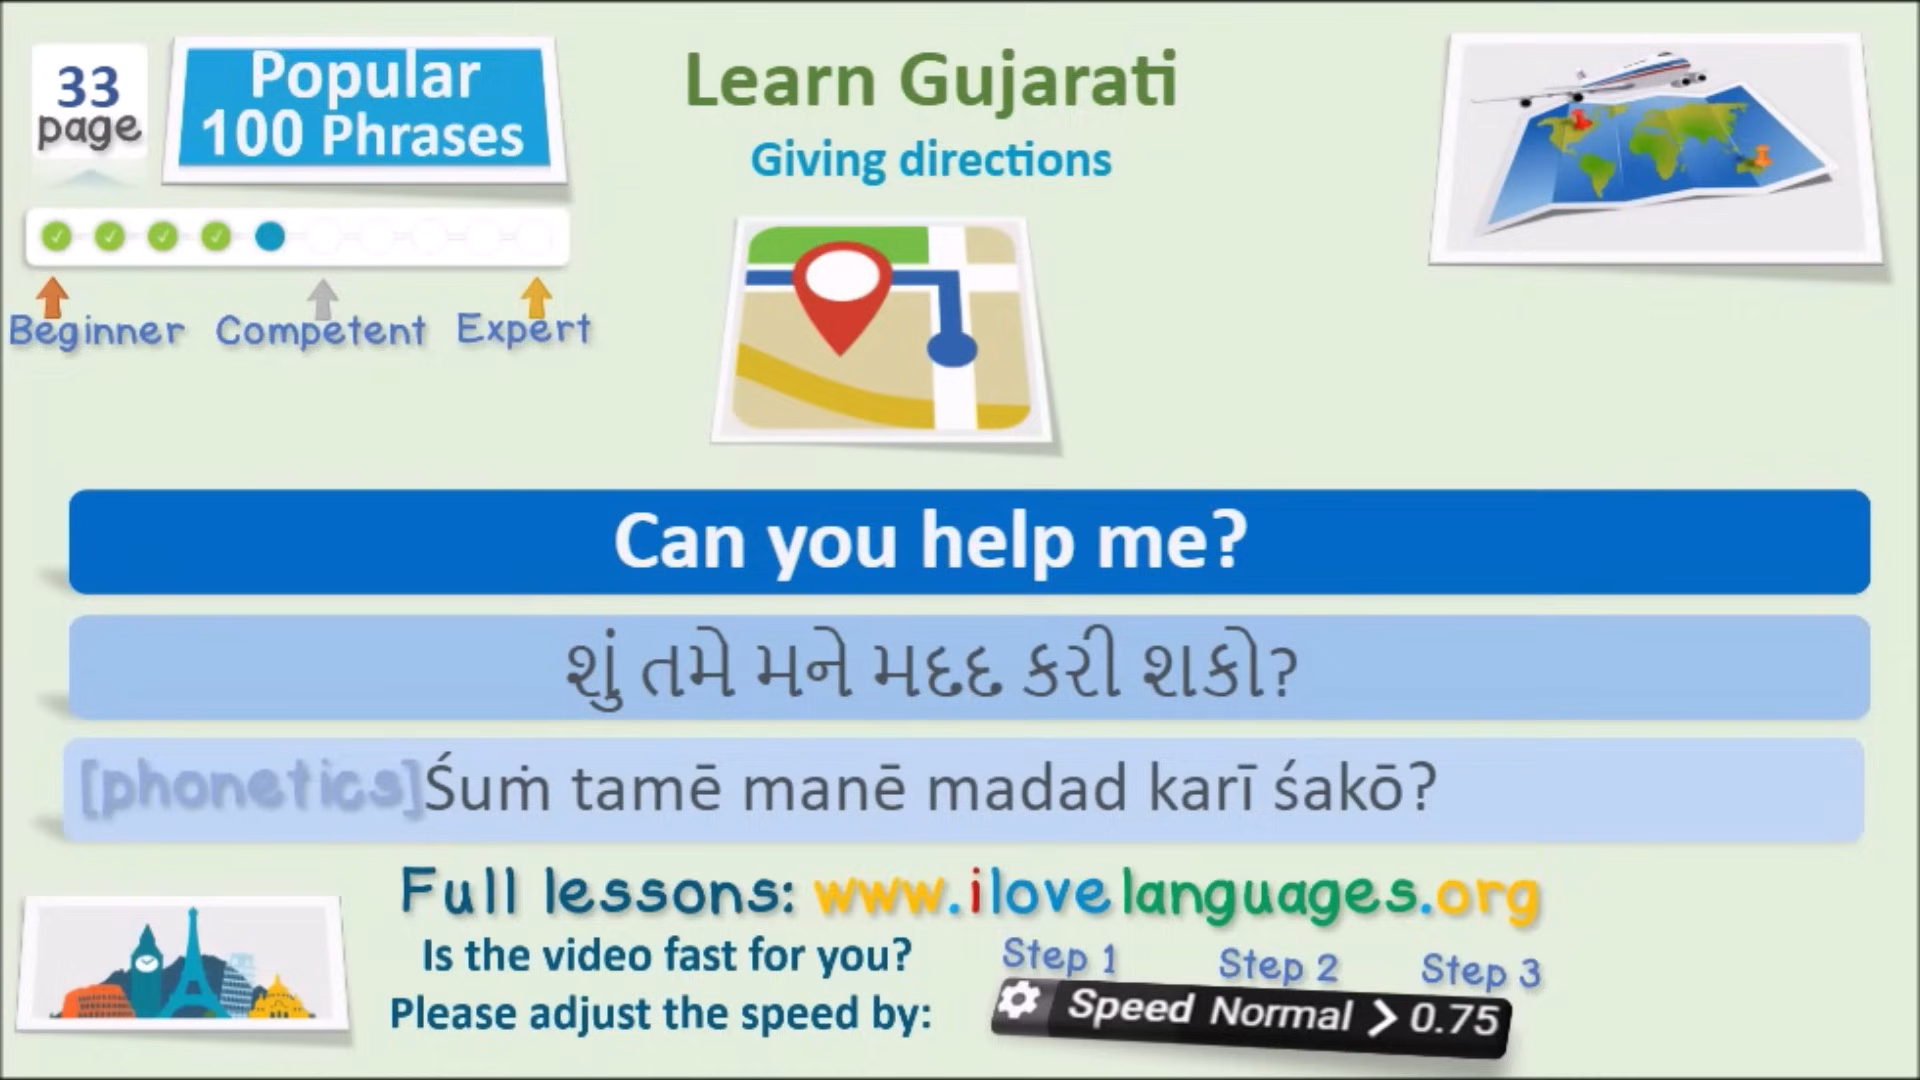 33
page
Popular
100 Phrases
Learn Gujarati
Giving directions
Beginner Competent Expert
Can you help me?
શું તમે મને મદદ કરી શકો?
[phonetics]Śuṁ tamē manē madad karī śakō?
Full lessons: www.ilovelanguages.org
Is the video fast for you?
Please adjust the speed by:
Step 1 Step 2 Step 3
Speed Normal > 0.75